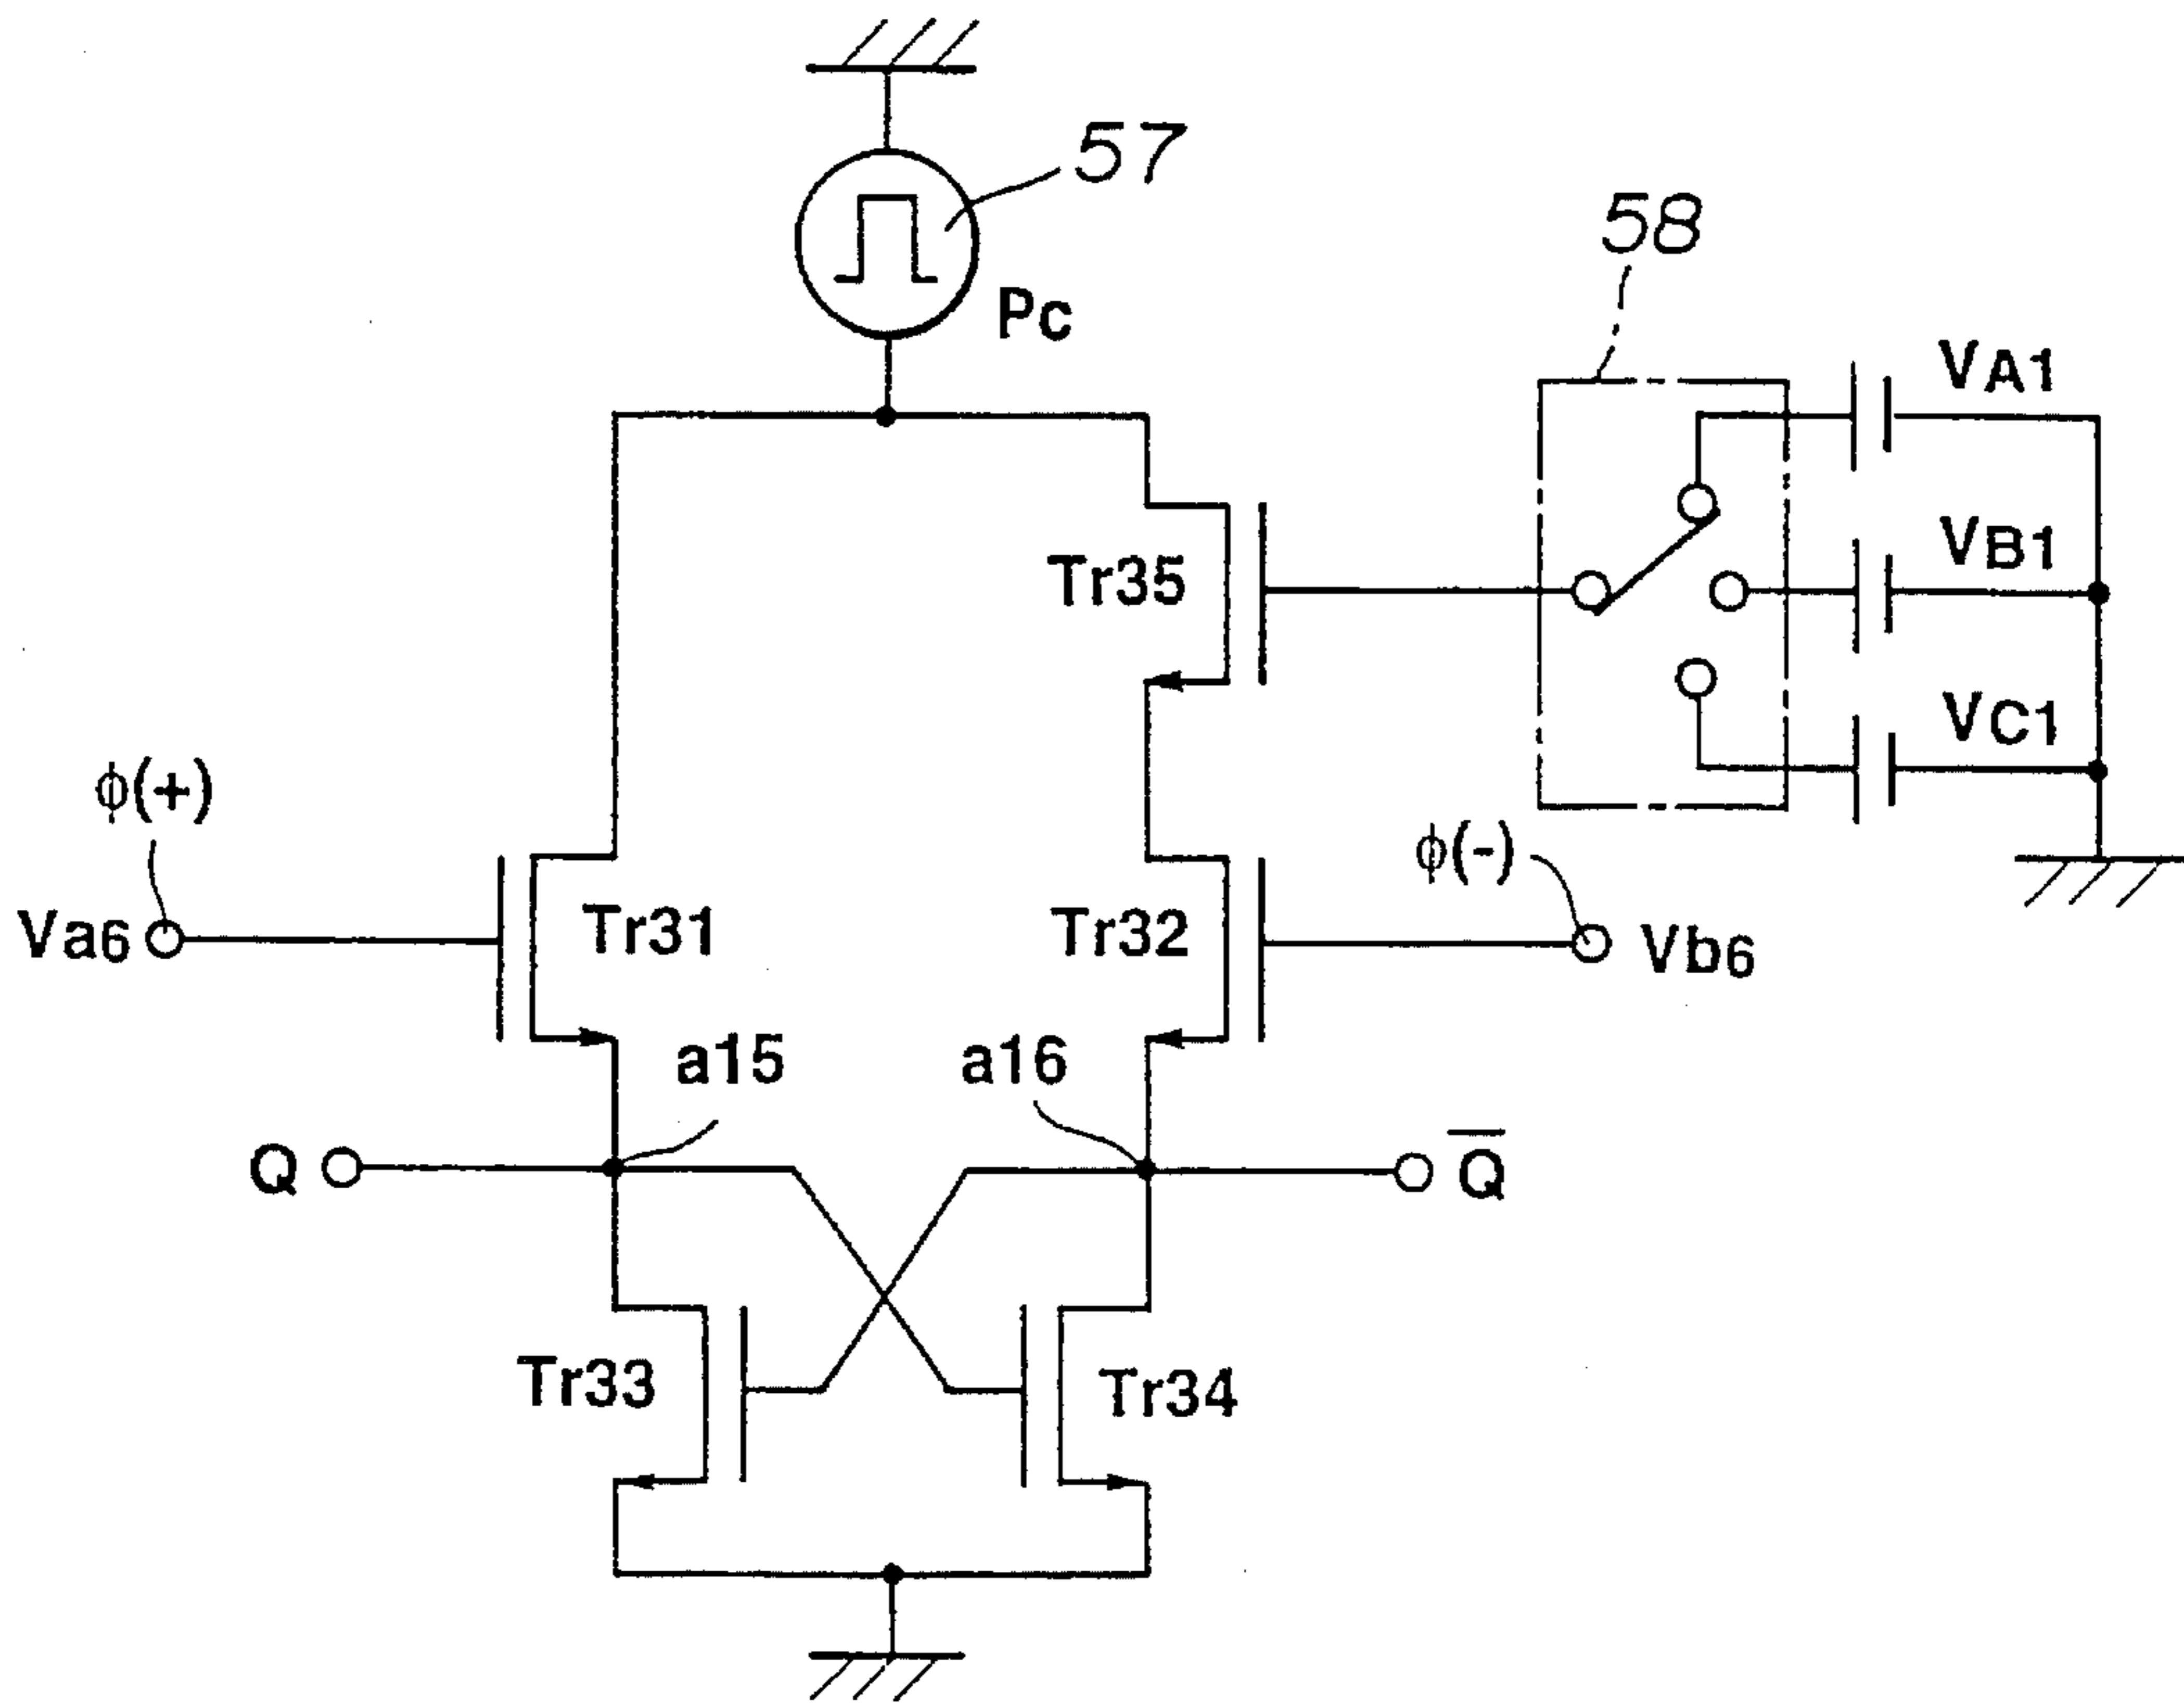 57
Pc
58
VA1
VB1
VC1
Tr35
ϕ(+)
Va6
Tr31
Tr32
ϕ(-)
Vb6
a15
a16
Q
Q̅
Tr33
Tr34